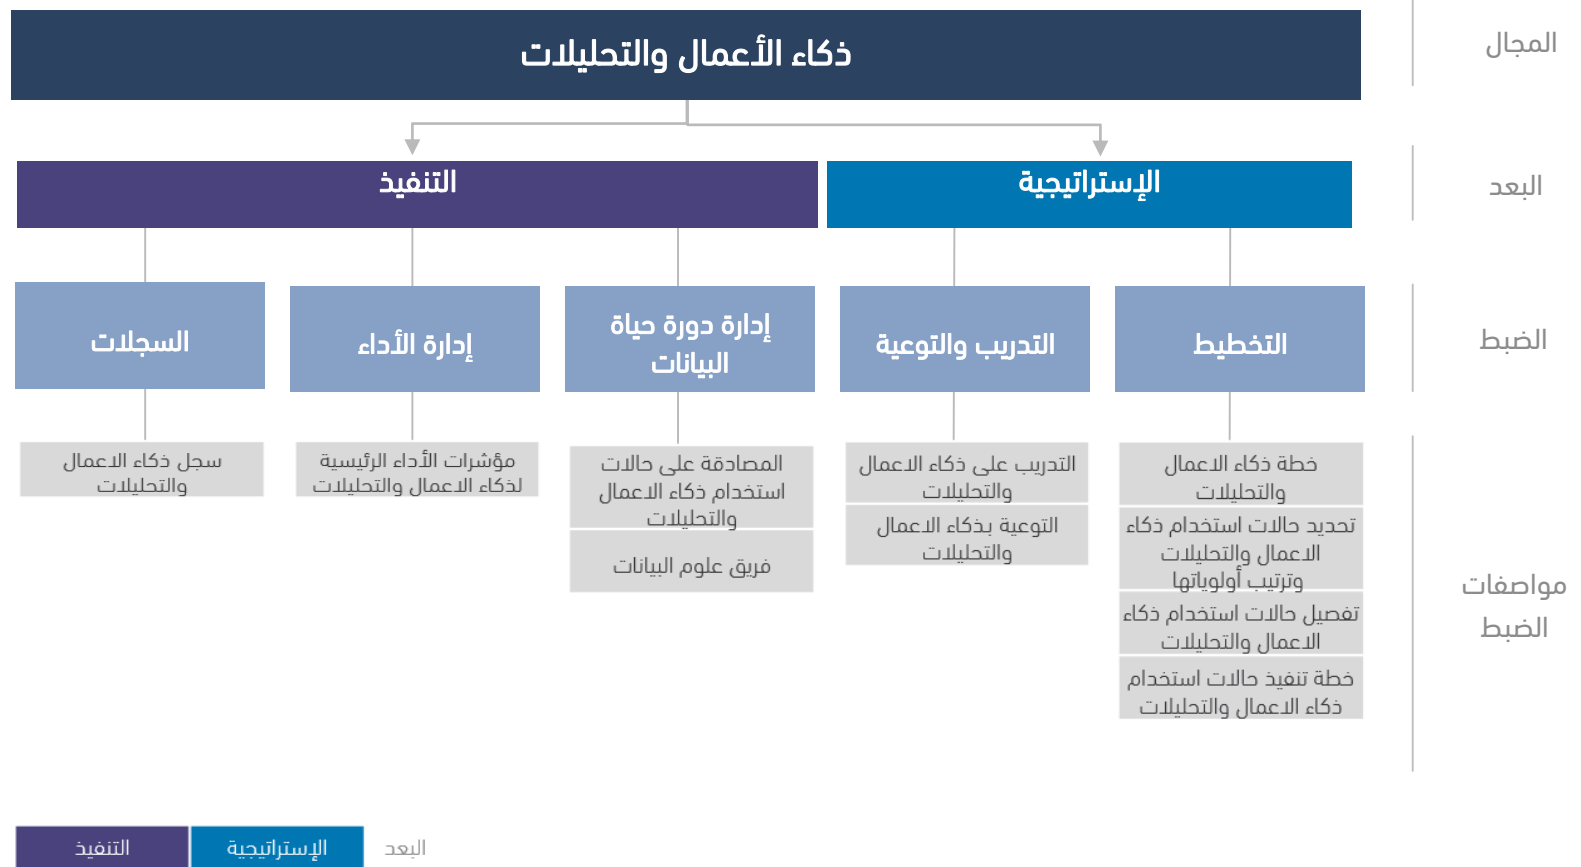 المجال
ذكاء الأعمال والتحليلات
البعد
الإستراتيجية
التنفيذ
الضبط
التخطيط
التدريب والتوعية
إدارة دورة حياة
البيانات
إدارة الأداء
السجلات
مواصفات
الضبط
خطة ذكاء الاعمال
والتحليلات
تحديد حالات استخدام ذكاء
الاعمال والتحليلات
وترتيب أولوياتها
تفصيل حالات استخدام ذكاء
الاعمال والتحليلات
خطة تنفيذ حالات استخدام
ذكاء الاعمال والتحليلات
التدريب على ذكاء الاعمال
والتحليلات
التوعية بذكاء الاعمال
والتحليلات
المصادقة على حالات
استخدام ذكاء الاعمال
والتحليلات
فريق علوم البيانات
مؤشرات الأداء الرئيسية
لذكاء الاعمال والتحليلات
سجل ذكاء الاعمال
والتحليلات
البعد
الإستراتيجية
التنفيذ